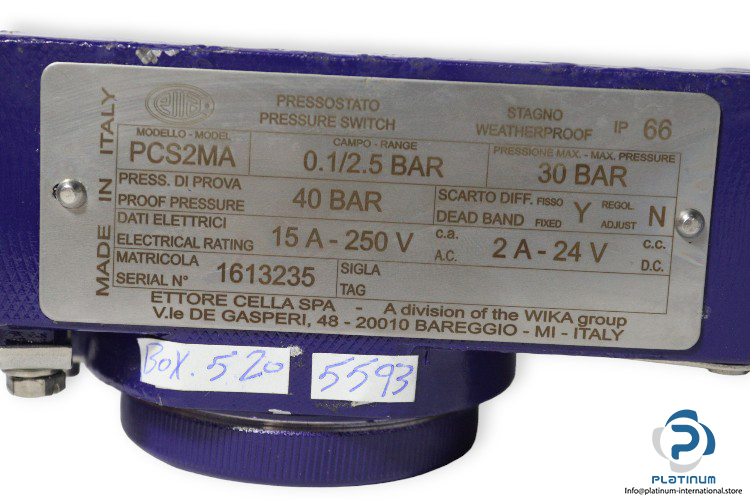 MADE IN ITALY
PRESSOSTATO
PRESSURE SWITCH
STAGNO
WEATHERPROOF
IP 66
MODELLO - MODEL
PCS2MA
CAMPO - RANGE
0.1/2.5 BAR
PRESSIONE MAX. - MAX. PRESSURE
30 BAR
PRESS. DI PROVA
PROOF PRESSURE
40 BAR
SCARTO DIFF. FISSO
DEAD BAND FIXED
Y
REGOL.
ADJUST
N
DATI ELETTRICI
ELECTRICAL RATING
15 A - 250 V
c.a.
A.C.
2 A - 24 V
c.c.
D.C.
MATRICOLA
SERIAL N°
1613235
SIGLA
TAG
ETTORE CELLA SPA - A division of the WIKA group
V.le DE GASPERI, 48 - 20010 BAREGGIO - MI - ITALY
BOX. 520
5593
PLATINUM
Info@platinum-international.store